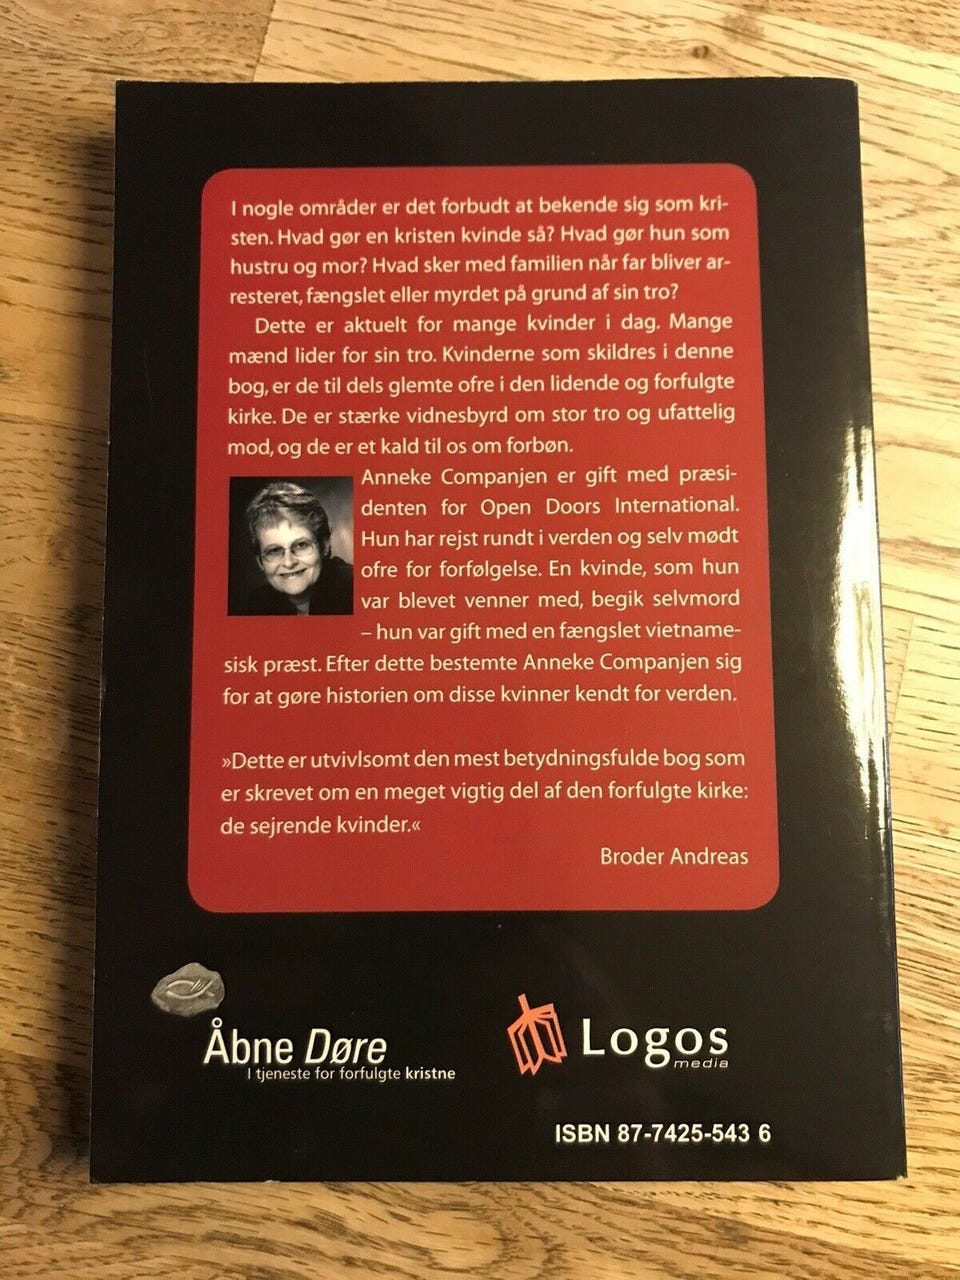 I nogle områder er det forbudt at bekende sig som kri-
sten. Hvad gør en kristen kvinde så? Hvad gør hun som
hustru og mor? Hvad sker med familien når far bliver ar-
resteret, fængslet eller myrdet på grund af sin tro?
Dette er aktuelt for mange kvinder i dag. Mange
mænd lider for sin tro. Kvinderne som skildres i denne
bog, er de til dels glemte ofre i den lidende og forfulgte
kirke. De er stærke vidnesbyrd om stor tro og ufattelig
mod, og de er et kald til os om forbøn.
Anneke Companjen er gift med præsi-
denten for Open Doors International.
Hun har rejst rundt i verden og selv mødt
ofre for forfølgelse. En kvinde, som hun
var blevet venner med, begik selvmord
– hun var gift med en fængslet vietname-
sisk præst. Efter dette bestemte Anneke Companjen sig
for at gøre historien om disse kvinner kendt for verden.
»Dette er utvivlsomt den mest betydningsfulde bog som
er skrevet om en meget vigtig del af den forfulgte kirke:
de sejrende kvinder.«
Broder Andreas
Åbne Døre
I tjeneste for forfulgte kristne
Logos
media
ISBN 87-7425-543 6